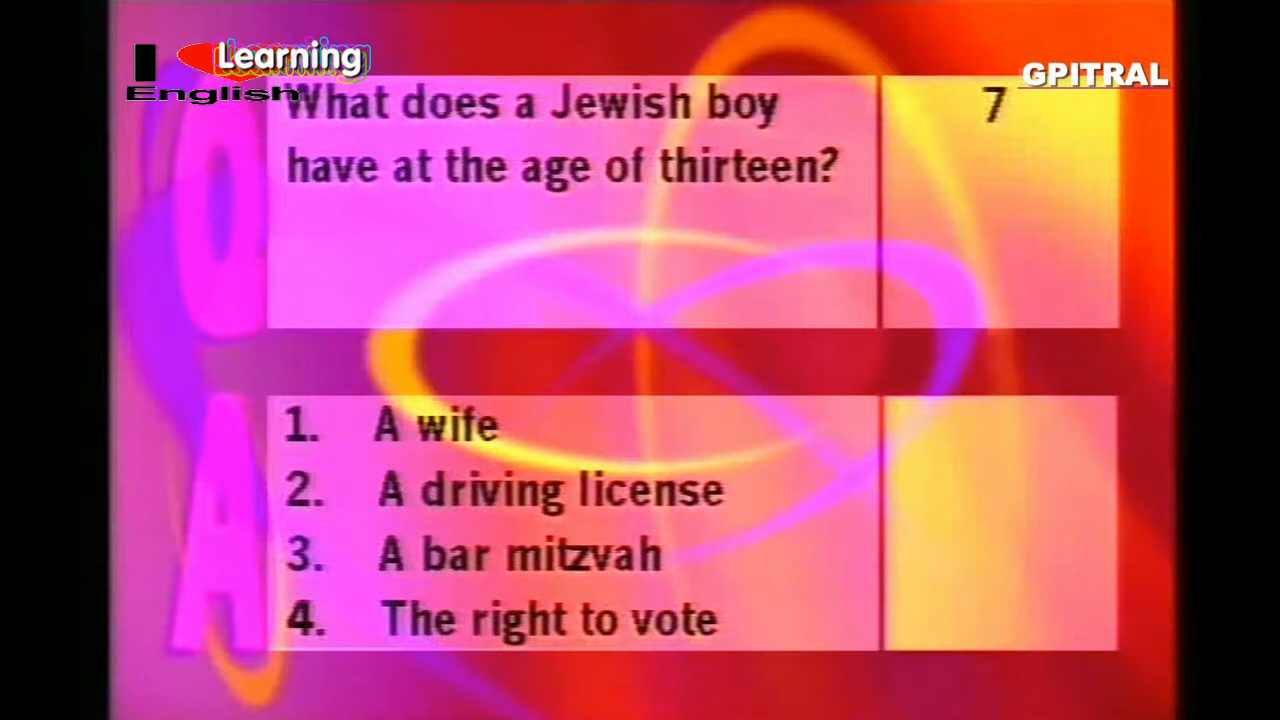 I Learning
English
GPITRAL
Q
What does a Jewish boy
have at the age of thirteen?
7
A
1. A wife
2. A driving license
3. A bar mitzvah
4. The right to vote